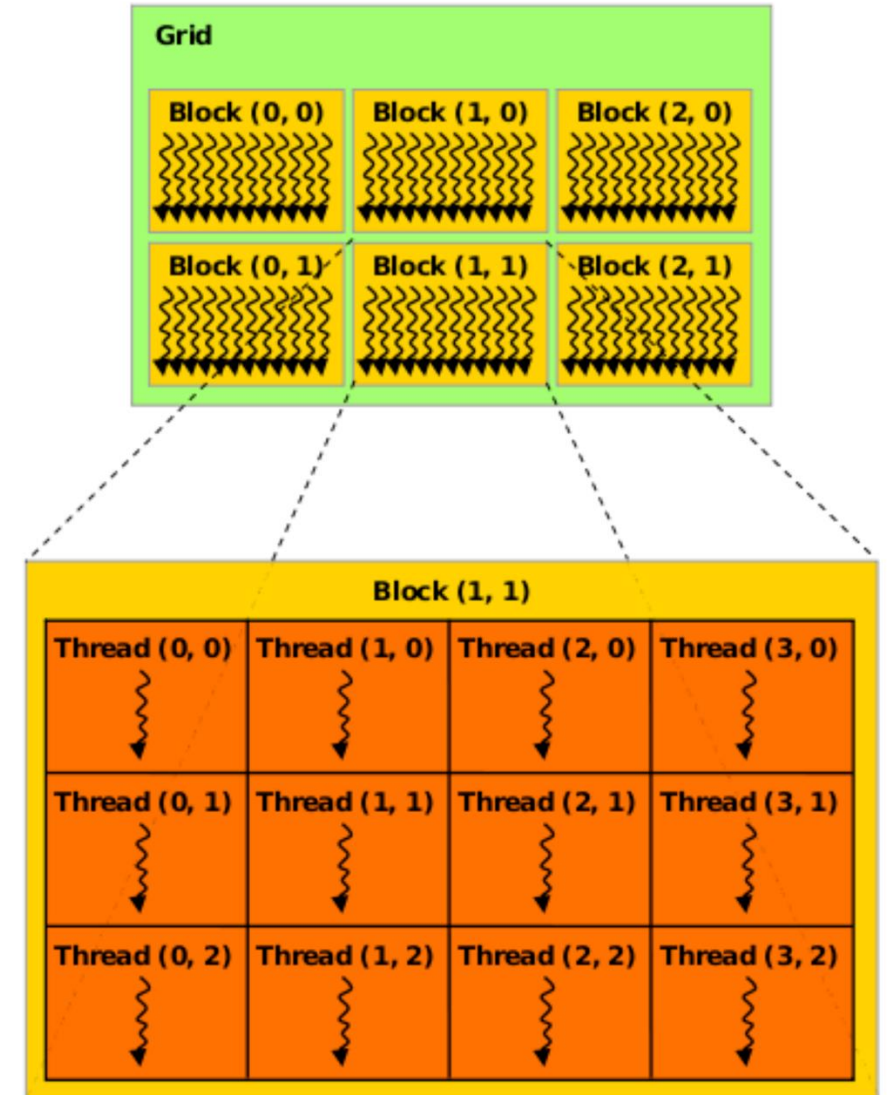 Grid
Block (0, 0) Block (1, 0) Block (2, 0)
Block (0, 1) Block (1, 1) Block (2, 1)
Block (1, 1)
Thread (0, 0) Thread (1, 0) Thread (2, 0) Thread (3, 0)
Thread (0, 1) Thread (1, 1) Thread (2, 1) Thread (3, 1)
Thread (0, 2) Thread (1, 2) Thread (2, 2) Thread (3, 2)